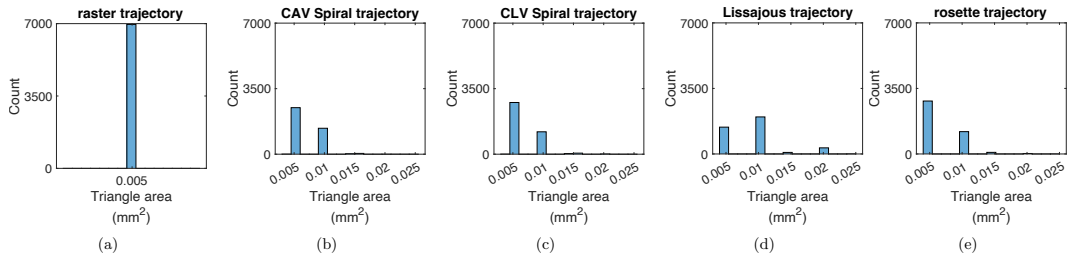 raster trajectory
7000
3500
0
Count
0.005
Triangle area
(mm²)
(a)
CAV Spiral trajectory
7000
3500
0
Count
0.005 0.01 0.015 0.02 0.025
Triangle area
(mm²)
(b)
CLV Spiral trajectory
7000
3500
0
Count
0.005 0.01 0.015 0.02 0.025
Triangle area
(mm²)
(c)
Lissajous trajectory
7000
3500
0
Count
0.005 0.01 0.015 0.02 0.025
Triangle area
(mm²)
(d)
rosette trajectory
7000
3500
0
Count
0.005 0.01 0.015 0.02 0.025
Triangle area
(mm²)
(e)